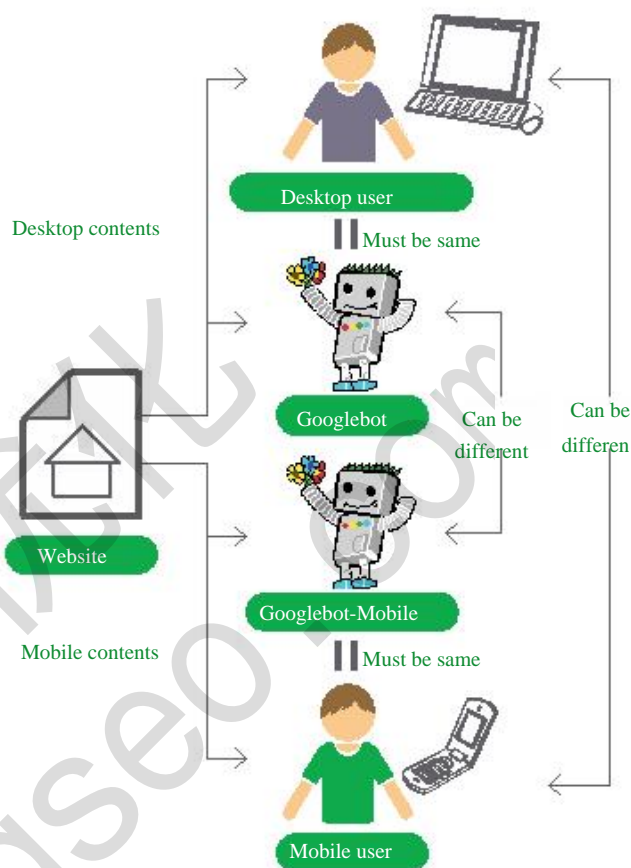 Desktop user
Desktop contents
Must be same
Googlebot
Can be
different
Can be
differen
Website
Googlebot-Mobile
Mobile contents
Must be same
Mobile user